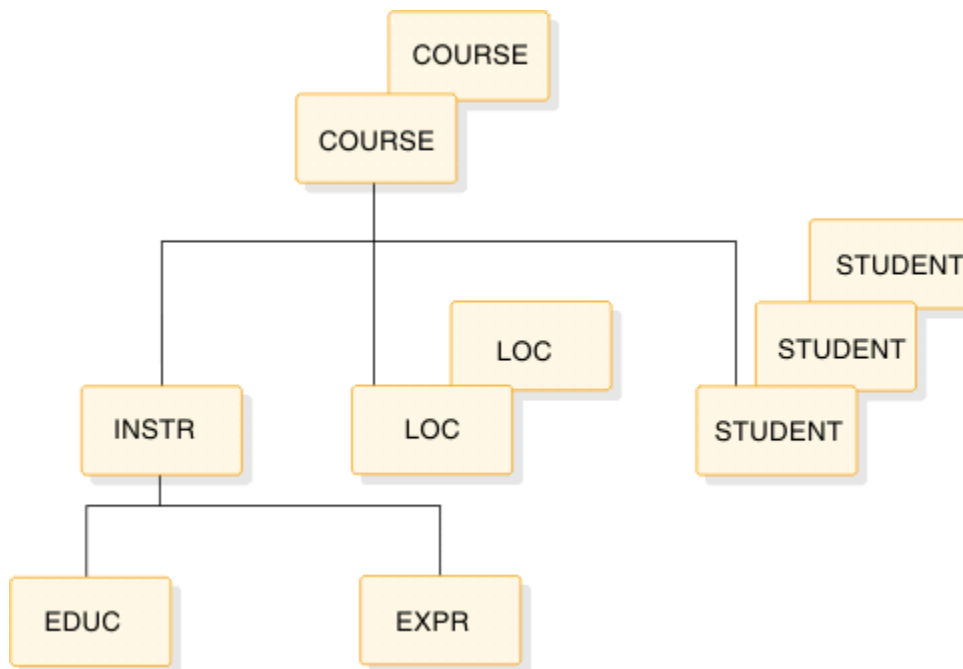 COURSE
COURSE
STUDENT
STUDENT
LOC
INSTR
LOC
STUDENT
EDUC
EXPR